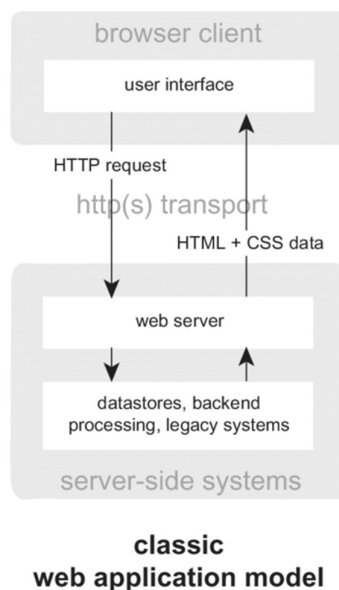 browser client
user interface
HTTP request
http(s) transport
HTML + CSS data
web server
datastores, backend
processing, legacy systems
server-side systems
classic
web application model